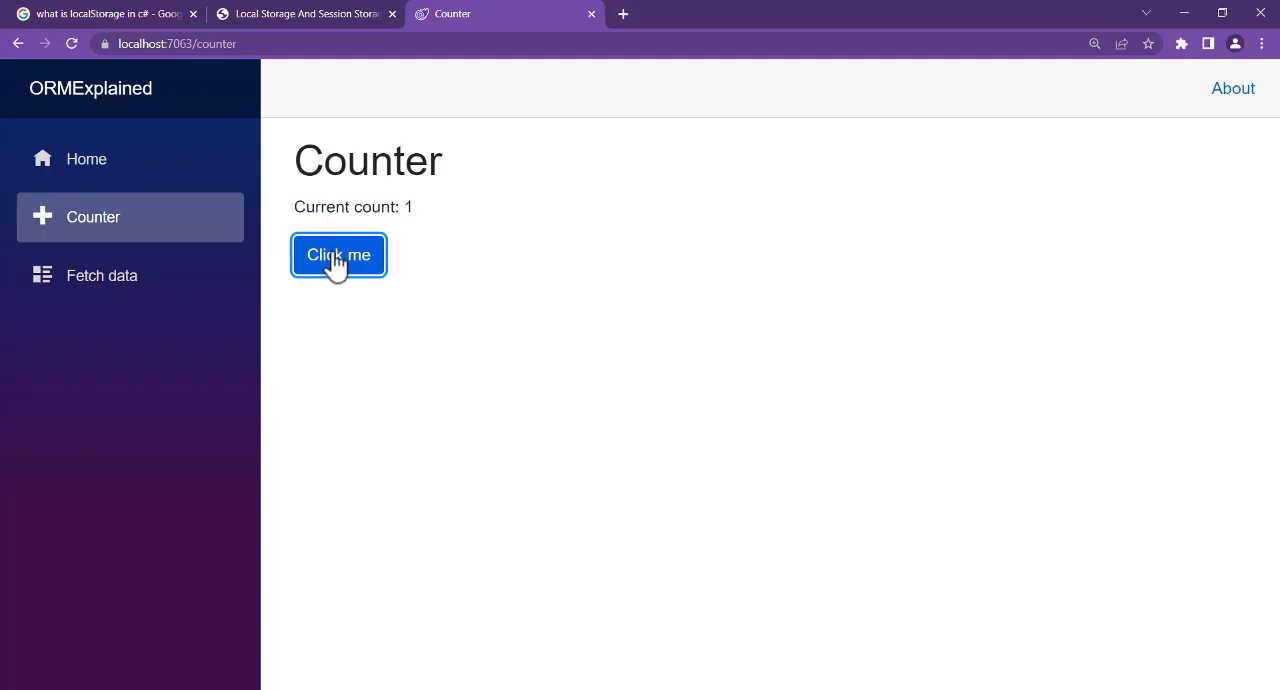 what is localStorage in c# - Goog
Local Storage And Session Storag
Counter
localhost:7063/counter
ORMExplained
About
Home
Counter
Fetch data
Counter
Current count: 1
Click me